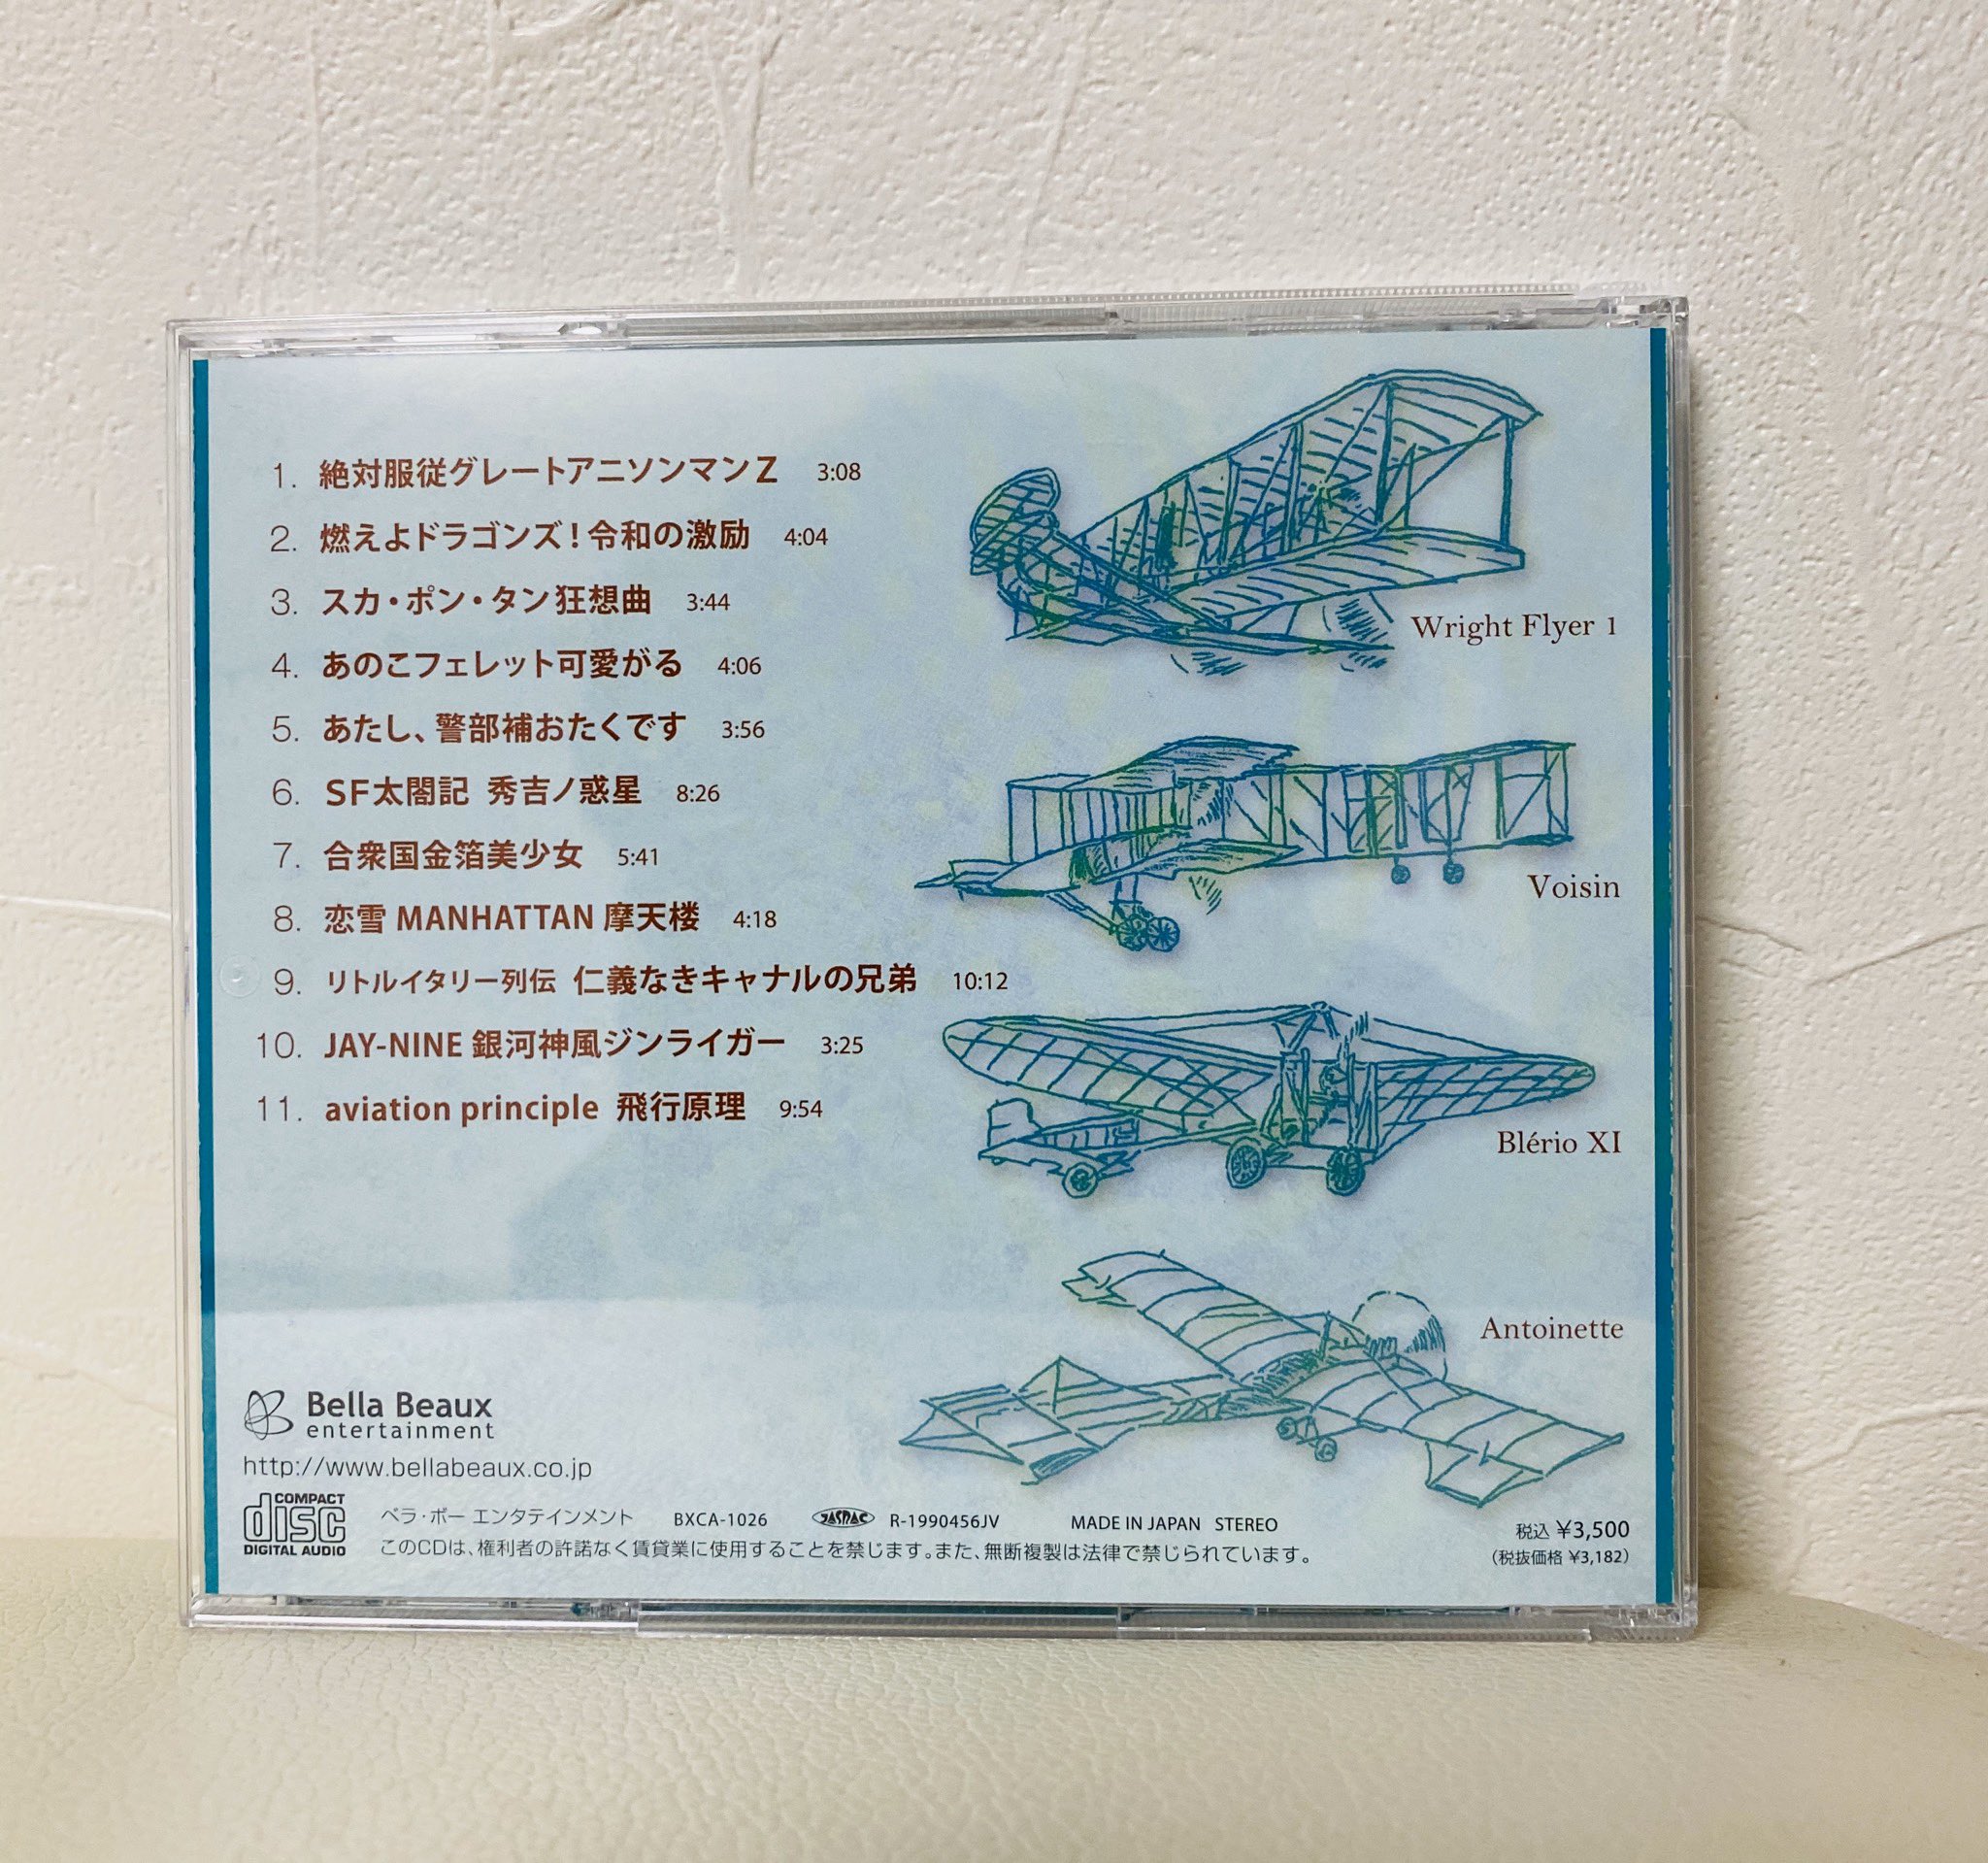 1. 絶対服従グレートアニソンマンZ 3:08
2. 燃えよドラゴンズ！令和の激励 4:04
3. スカ・ポン・タン狂想曲 3:44
4. あのこフェレット可愛がる 4:06
5. あたし、警部補おたくです 3:56
6. SF太閤記 秀吉ノ惑星 8:26
7. 合衆国金箔美少女 5:41
8. 恋雪 MANHATTAN 摩天楼 4:18
9. リトルイタリー列伝 仁義なきキャナルの兄弟 10:12
10. JAY-NINE 銀河神風ジンライガー 3:25
11. aviation principle 飛行原理 9:54
Wright Flyer 1
Voisin
Blério XI
Antoinette
Bella Beaux
entertainment
http://www.bellabeaux.co.jp
COMPACT
disc
DIGITAL AUDIO
ベラ・ボー エンタテインメント BXCA-1026 JASRAC R-1990456JV MADE IN JAPAN STEREO
このCDは、権利者の許諾なく賃貸業に使用することを禁じます。また、無断複製は法律で禁じられています。
税込 ¥3,500
（税抜価格 ¥3,182）